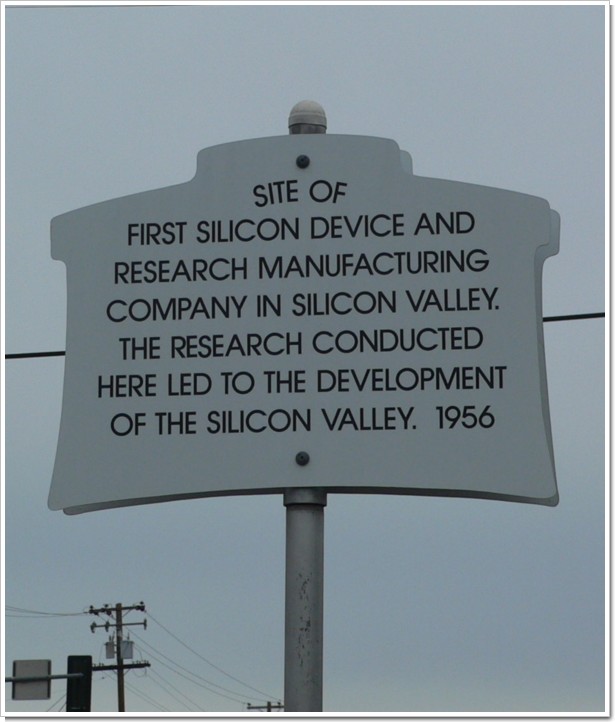 SITE OF
FIRST SILICON DEVICE AND
RESEARCH MANUFACTURING
COMPANY IN SILICON VALLEY.
THE RESEARCH CONDUCTED
HERE LED TO THE DEVELOPMENT
OF THE SILICON VALLEY. 1956